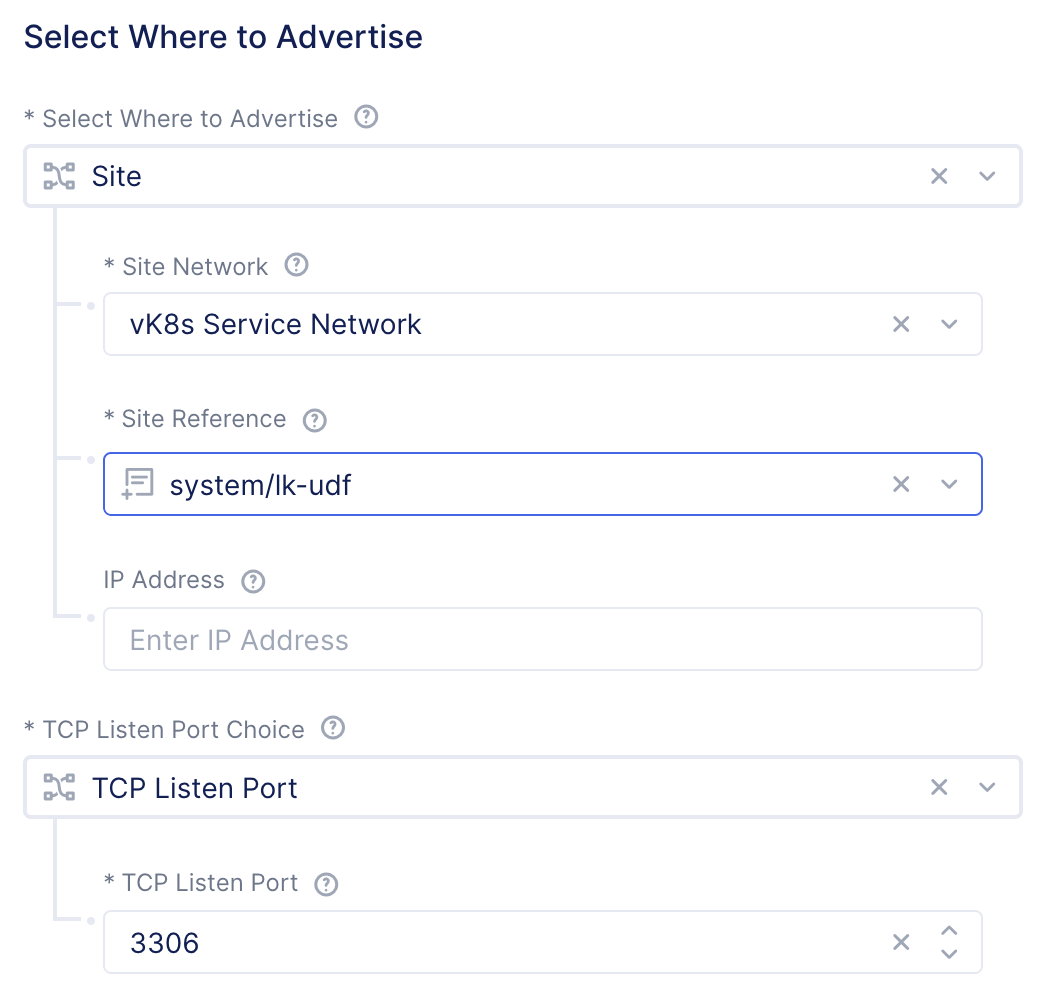 Select Where to Advertise
* Select Where to Advertise
Site
* Site Network
vK8s Service Network
* Site Reference
system/lk-udf
IP Address
Enter IP Address
* TCP Listen Port Choice
TCP Listen Port
* TCP Listen Port
3306